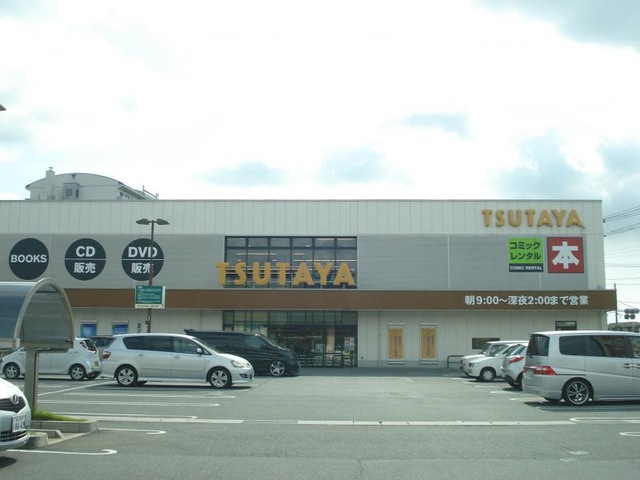 TSUTAYA
BOOKS
CD
販売
DVD
販売
TSUTAYA
コミック
レンタル
COMIC RENTAL
本
朝9:00〜深夜2:00まで営業